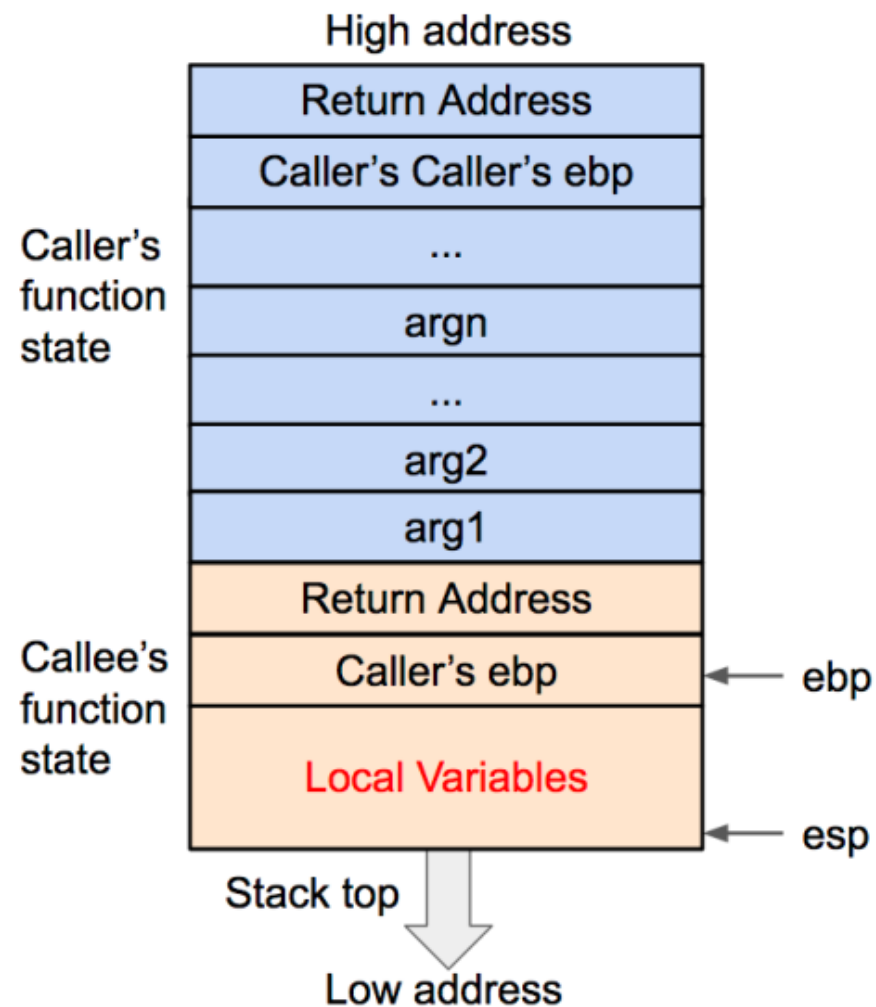 High address
Return Address
Caller’s Caller’s ebp
...
Caller’s
function
state
argn
...
arg2
arg1
Return Address
Callee’s
function
state
Caller’s ebp
ebp
Local Variables
esp
Stack top
Low address